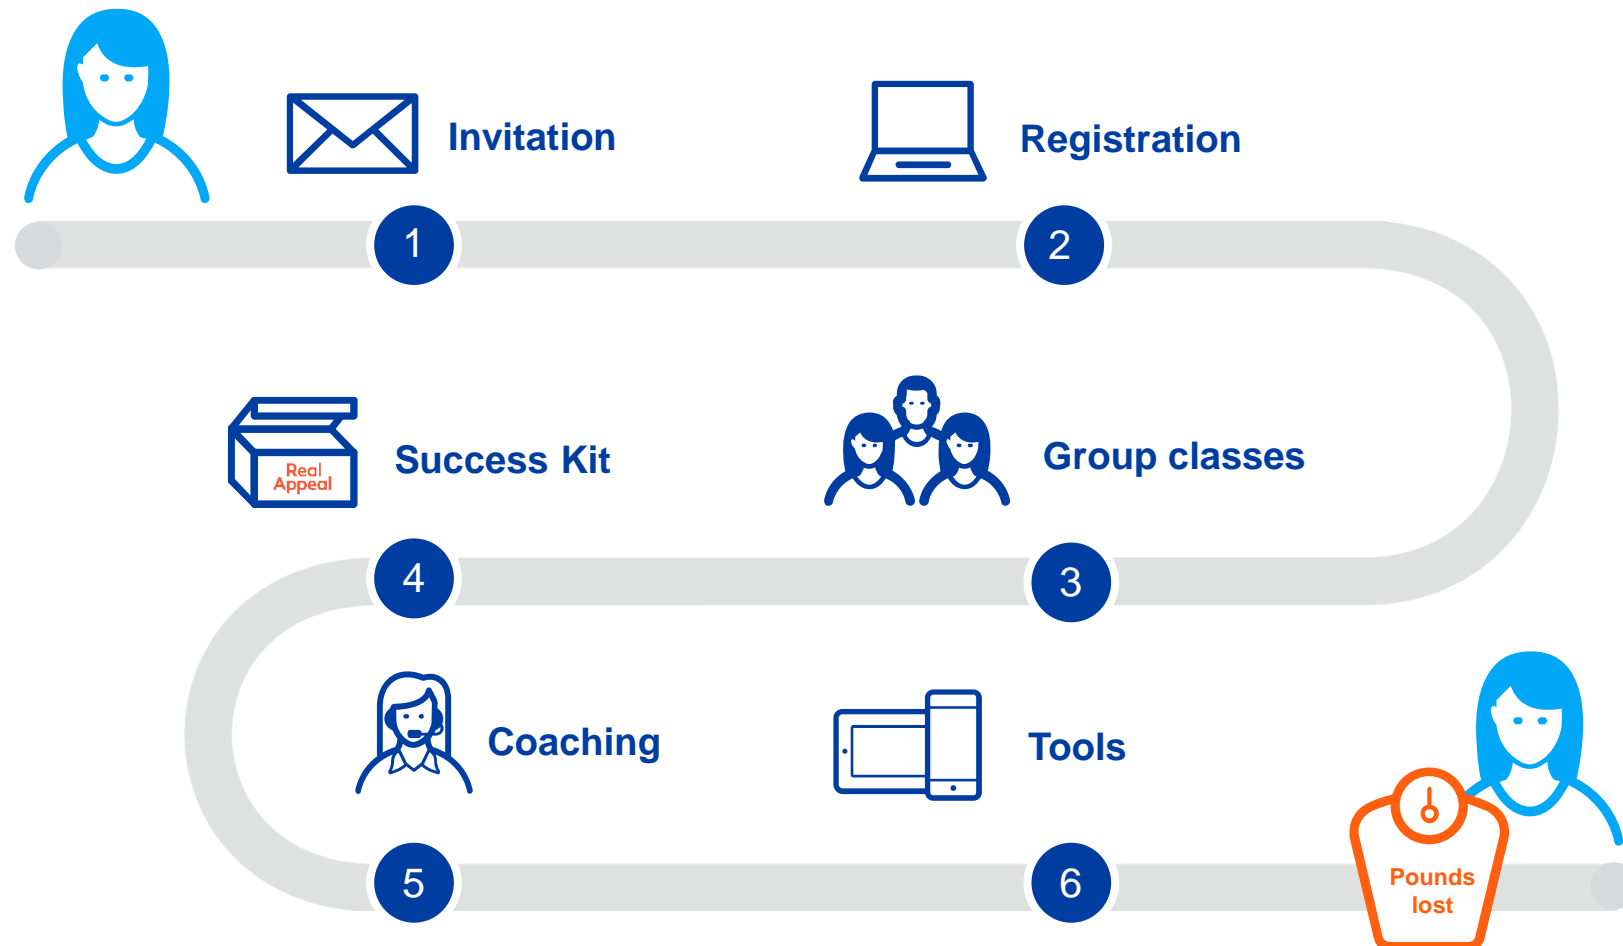 Invitation
Registration
1
2
Group classes
Success Kit
Real
Appeal
3
4
Coaching
Tools
5
6
Pounds
lost